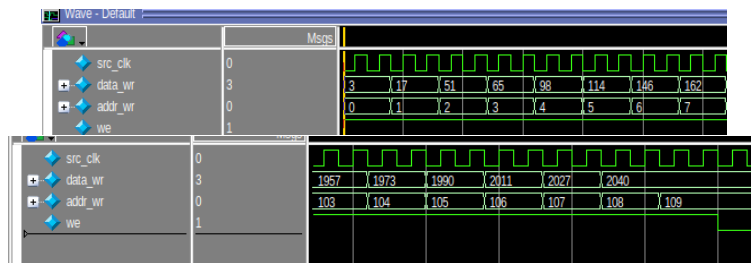 Wave - Default
Msgs
src_clk 0
data_wr 3 3 17 51 65 98 114 146 162
addr_wr 0 0 1 2 3 4 5 6 7
we 1
src_clk 0
data_wr 3 1957 1973 1990 2011 2027 2040
addr_wr 0 103 104 105 106 107 108 109
we 1